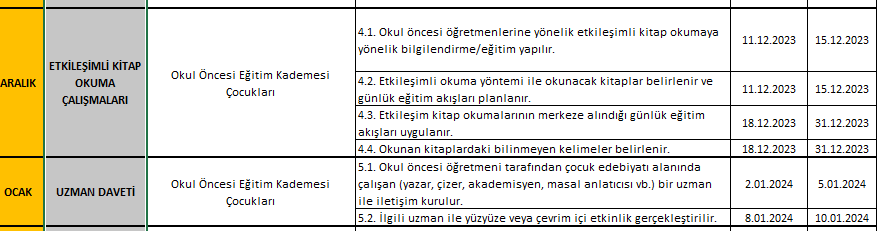 ARALIK
ETKİLEŞİMLİ KİTAP
OKUMA
ÇALIŞMALARI
Okul Öncesi Eğitim Kademesi
Çocukları
4.1. Okul öncesi öğretmenlerine yönelik etkileşimli kitap okumaya
yönelik bilgilendirme/eğitim yapılır.
11.12.2023 15.12.2023
4.2. Etkileşimli okuma yöntemi ile okunacak kitaplar belirlenir ve
günlük eğitim akışları planlanır.
11.12.2023 15.12.2023
4.3. Etkileşim kitap okumalarının merkeze alındığı günlük eğitim
akışları uygulanır.
18.12.2023 31.12.2023
4.4. Okunan kitaplardaki bilinmeyen kelimeler belirlenir.
18.12.2023 31.12.2023
OCAK
UZMAN DAVETİ
Okul Öncesi Eğitim Kademesi
Çocukları
5.1. Okul öncesi öğretmeni tarafından çocuk edebiyatı alanında
çalışan (yazar, çizer, akademisyen, masal anlatıcısı vb.) bir uzman
ile iletişim kurulur.
2.01.2024 5.01.2024
5.2. İlgili uzman ile yüzyüze veya çevrim içi etkinlik gerçekleştirilir.
8.01.2024 10.01.2024